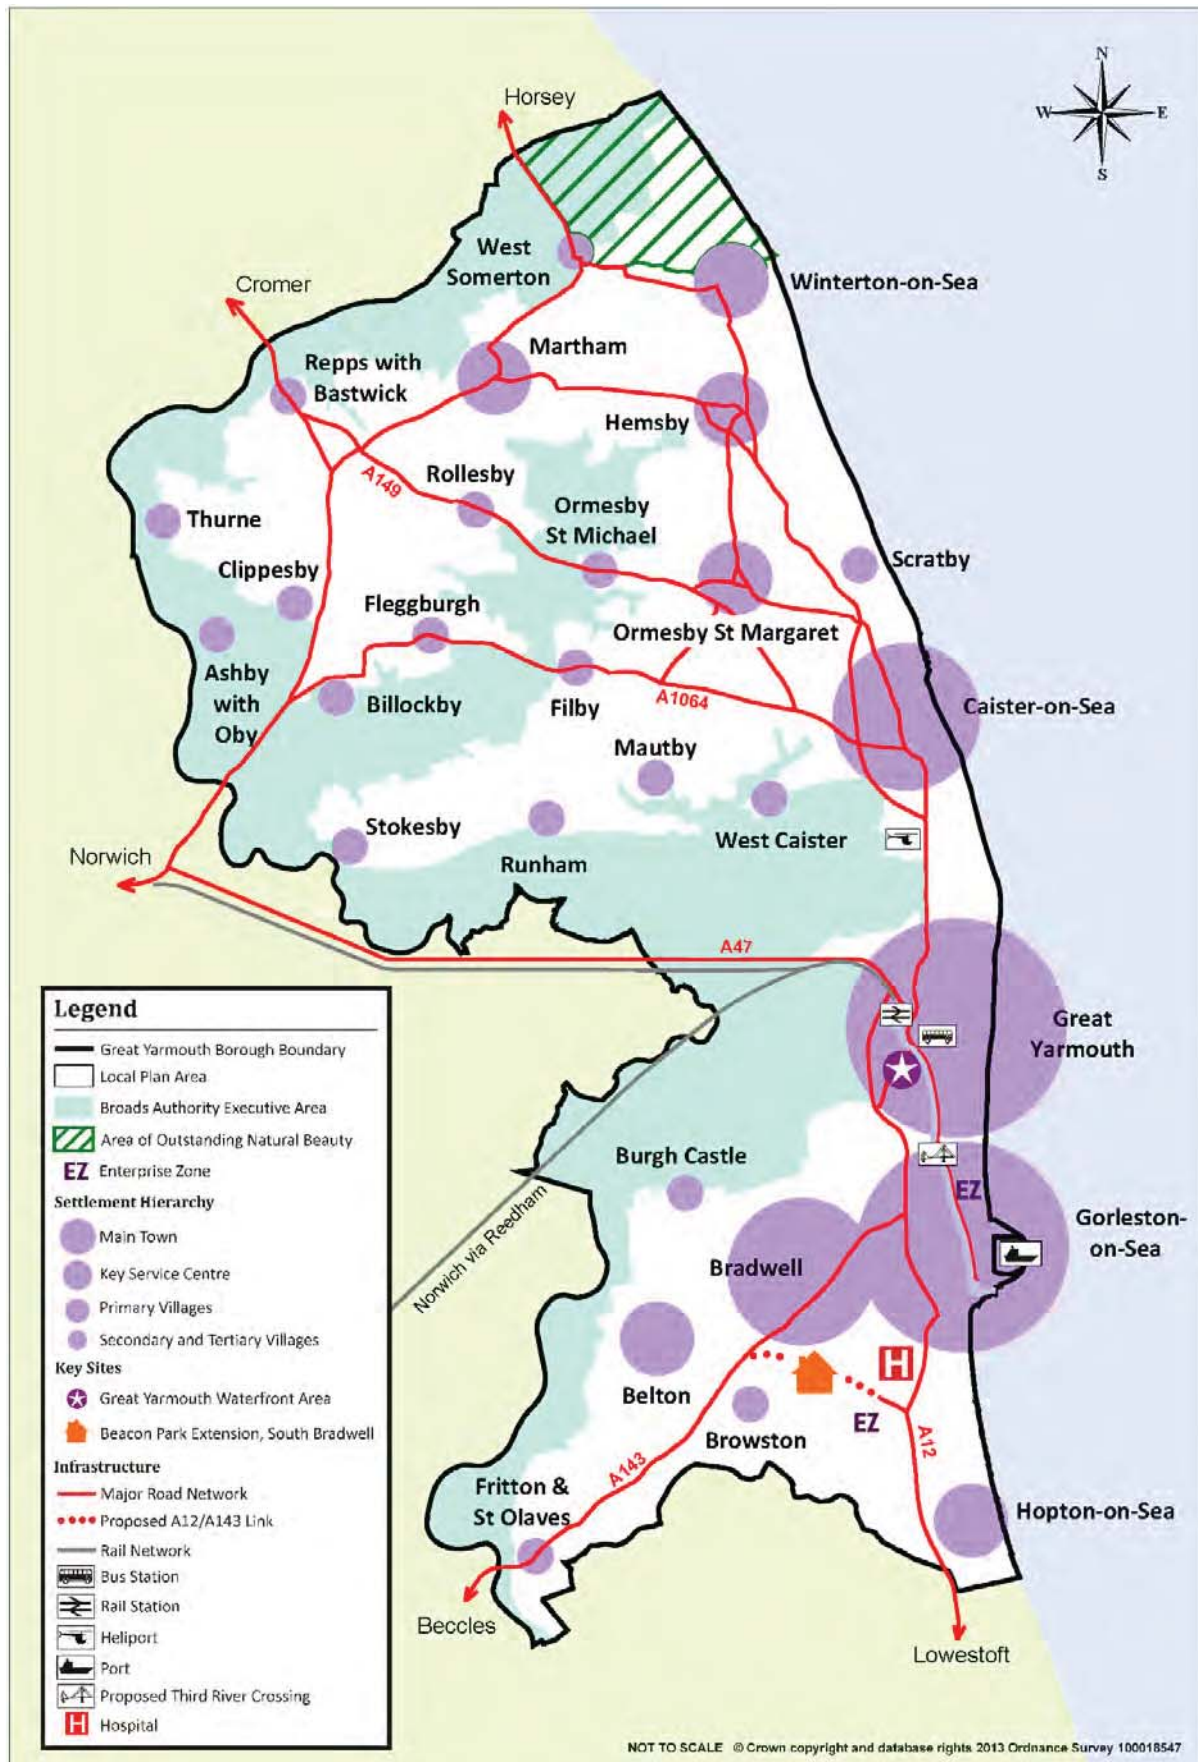 N
W
E
S
Horsey
West
Somerton
Winterton-on-Sea
Cromer
Martham
Repps with
Bastwick
Hemsby
A149
Rollesby
Ormesby
St Michael
Thurne
Scratby
Clippesby
Fleggburgh
Ormesby St Margaret
Ashby
with
Oby
Billockby
Filby
A1064
Caister-on-Sea
Mautby
Stokesby
West Caister
Norwich
Runham
A47
Great
Yarmouth
Burgh Castle
EZ
Gorleston-
on-Sea
Norwich via Reedham
Bradwell
H
Belton
EZ
Browston
A12
A143
Fritton &
St Olaves
Hopton-on-Sea
Beccles
Lowestoft
Legend
Great Yarmouth Borough Boundary
Local Plan Area
Broads Authority Executive Area
Area of Outstanding Natural Beauty
EZ Enterprise Zone
Settlement Hierarchy
Main Town
Key Service Centre
Primary Villages
Secondary and Tertiary Villages
Key Sites
Great Yarmouth Waterfront Area
Beacon Park Extension, South Bradwell
Infrastructure
Major Road Network
Proposed A12/A143 Link
Rail Network
Bus Station
Rail Station
Heliport
Port
Proposed Third River Crossing
H Hospital
NOT TO SCALE © Crown copyright and database rights 2013 Ordnance Survey 100018547